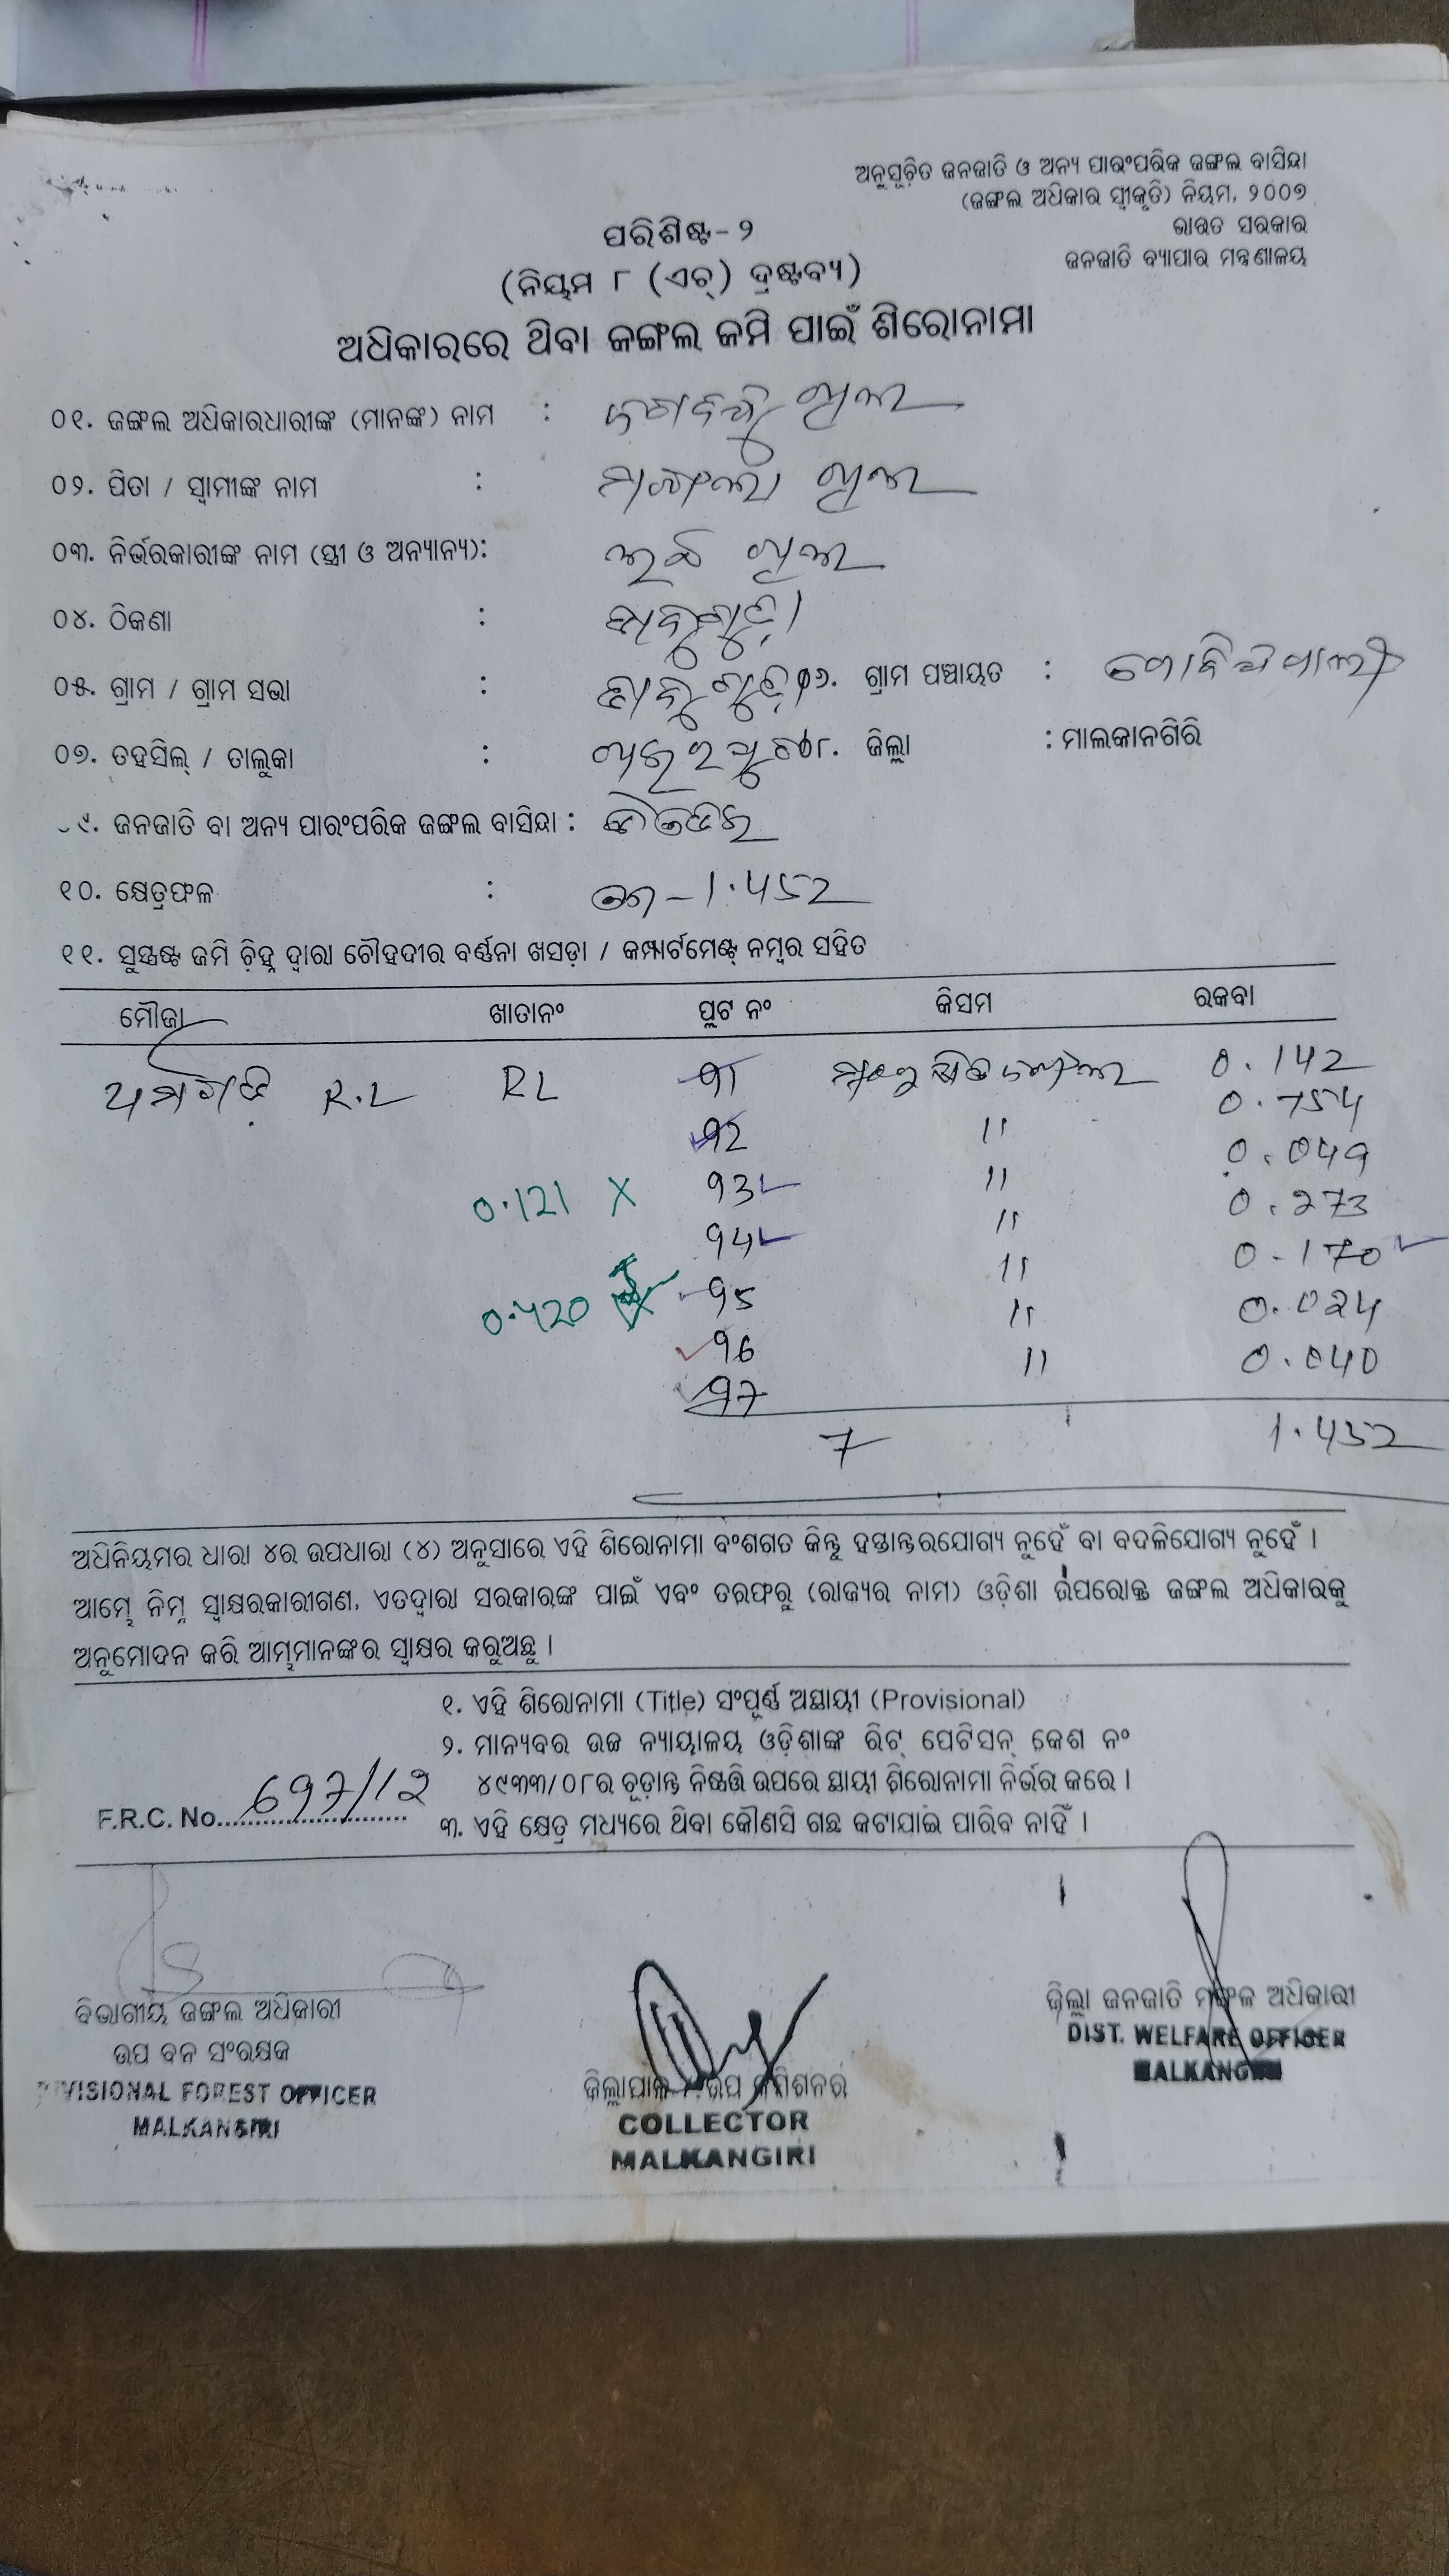 ଅନୁସୂଚିତ ଜନଜାତି ଓ ଅନ୍ୟ ପାରଂପରିକ ଜଙ୍ଗଲ ବାସିନ୍ଦା
(ଜଙ୍ଗଲ ଅଧିକାର ସ୍ୱୀକୃତି) ନିୟମ, ୨୦୦୭
ଭାରତ ସରକାର
ଜନଜାତି ବ୍ୟାପାର ମନ୍ତ୍ରଣାଳୟ
ପରିଶିଷ୍ଟ- ୨
(ନିୟମ ୮ (ଏଚ୍) ଦ୍ରଷ୍ଟବ୍ୟ)
ଅଧିକାରରେ ଥିବା ଜଙ୍ଗଲ ଜମି ପାଇଁ ଶିରୋନାମା
୦୧. ଜଙ୍ଗଲ ଅଧିକାରଧାରୀଙ୍କ (ମାନଙ୍କ) ନାମ :
୦୨. ପିତା / ସ୍ୱାମୀଙ୍କ ନାମ :
୦୩. ନିର୍ଭରକାରୀଙ୍କ ନାମ (ସ୍ତ୍ରୀ ଓ ଅନ୍ୟାନ୍ୟ):
୦୪. ଠିକଣା :
୦୫. ଗ୍ରାମ / ଗ୍ରାମ ସଭା : ୦୬. ଗ୍ରାମ ପଞ୍ଚାୟତ :
୦୭. ତହସିଲ୍ / ତାଲୁକା : ୦୮. ଜିଲ୍ଲା : ମାଲକାନଗିରି
୯. ଜନଜାତି ବା ଅନ୍ୟ ପାରଂପରିକ ଜଙ୍ଗଲ ବାସିନ୍ଦା :
୧୦. କ୍ଷେତ୍ରଫଳ : 1.452
୧୧. ସୁସ୍ପଷ୍ଟ ଜମି ଚିହ୍ନ ଦ୍ୱାରା ଚୌହଦୀର ବର୍ଣ୍ଣନା ଖସଡ଼ା / କମ୍ପାର୍ଟମେଣ୍ଟ୍ ନମ୍ବର ସହିତ
ମୌଜା ଖାତାନଂ ପ୍ଲଟ ନଂ କିସମ ରକବା
R.L RL 91 0.142
92 " 0.754
0.121 X 93 " 0.049
94 " 0.273
0.420 95 " 0.170
96 " 0.024
97 " 0.040
7 1.452
ଅଧିନିୟମର ଧାରା ୪ର ଉପଧାରା (୪) ଅନୁସାରେ ଏହି ଶିରୋନାମା ବଂଶଗତ କିନ୍ତୁ ହସ୍ତାନ୍ତରଯୋଗ୍ୟ ନୁହେଁ ବା ବଦଳିଯୋଗ୍ୟ ନୁହେଁ ।
ଆମ୍ଭେ ନିମ୍ନ ସ୍ୱାକ୍ଷରକାରୀଗଣ, ଏତଦ୍ୱାରା ସରକାରଙ୍କ ପାଇଁ ଏବଂ ତରଫରୁ (ରାଜ୍ୟର ନାମ) ଓଡ଼ିଶା ଉପରୋକ୍ତ ଜଙ୍ଗଲ ଅଧିକାରକୁ
ଅନୁମୋଦନ କରି ଆମ୍ଭମାନଙ୍କର ସ୍ୱାକ୍ଷର କରୁଅଛୁ ।
୧. ଏହି ଶିରୋନାମା (Title) ସଂପୂର୍ଣ୍ଣ ଅସ୍ଥାୟୀ (Provisional)
୨. ମାନ୍ୟବର ଉଚ୍ଚ ନ୍ୟାୟାଳୟ ଓଡ଼ିଶାଙ୍କ ରିଟ୍ ପେଟିସନ୍ କେଶ ନଂ
୪୯୩୩/୦୮ର ଚୂଡ଼ାନ୍ତ ନିଷ୍ପତ୍ତି ଉପରେ ସ୍ଥାୟୀ ଶିରୋନାମା ନିର୍ଭର କରେ ।
F.R.C. No. 697/12
୩. ଏହି କ୍ଷେତ୍ର ମଧ୍ୟରେ ଥିବା କୌଣସି ଗଛ କଟାଯାଇ ପାରିବ ନାହିଁ ।
ବିଭାଗୀୟ ଜଙ୍ଗଲ ଅଧିକାରୀ
ଉପ ବନ ସଂରକ୍ଷକ
DIVISIONAL FOREST OFFICER
MALKANGIRI
ଜିଲ୍ଲାପାଳ / ଉପ କମିଶନର
COLLECTOR
MALKANGIRI
ଜିଲ୍ଲା ଜନଜାତି ମଙ୍ଗଳ ଅଧିକାରୀ
DIST. WELFARE OFFICER
MALKANGIRI